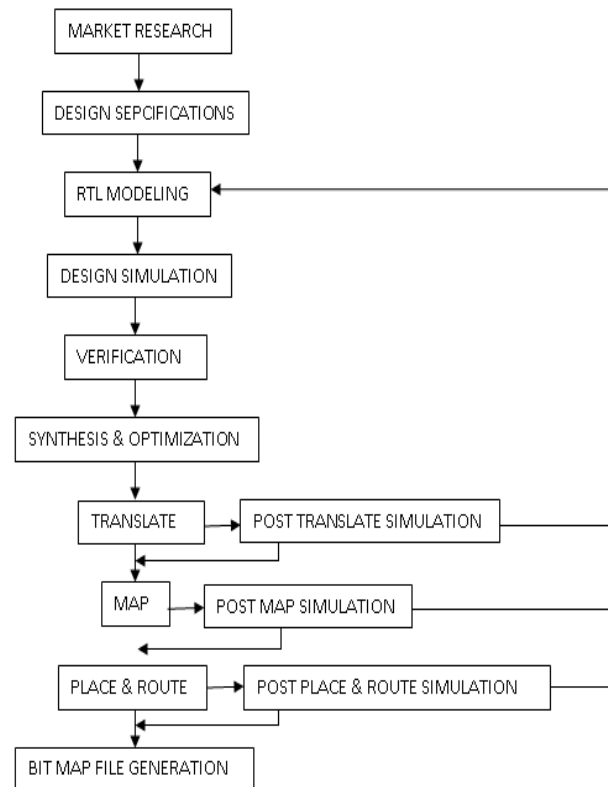 MARKET RESEARCH
DESIGN SEPCIFICATIONS
RTL MODELING
DESIGN SIMULATION
VERIFICATION
SYNTHESIS & OPTIMIZATION
TRANSLATE
POST TRANSLATE SIMULATION
MAP
POST MAP SIMULATION
PLACE & ROUTE
POST PLACE & ROUTE SIMULATION
BIT MAP FILE GENERATION